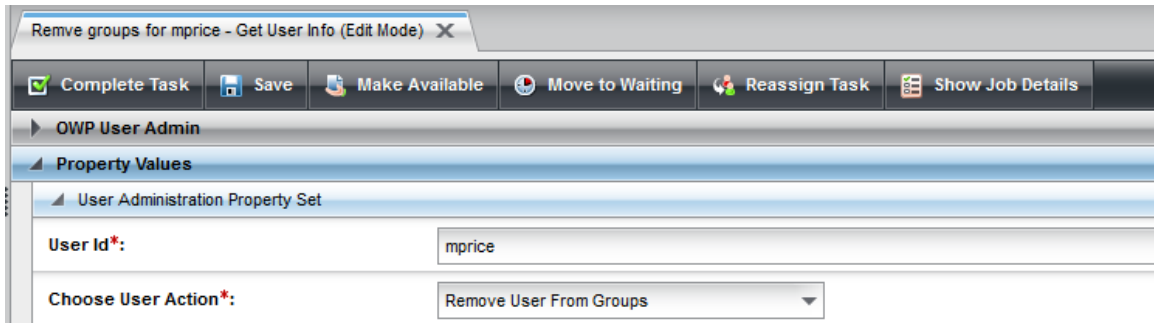 Remve groups for mprice - Get User Info (Edit Mode)
Complete Task Save Make Available Move to Waiting Reassign Task Show Job Details
OWP User Admin
Property Values
User Administration Property Set
User Id*: mprice
Choose User Action*: Remove User From Groups